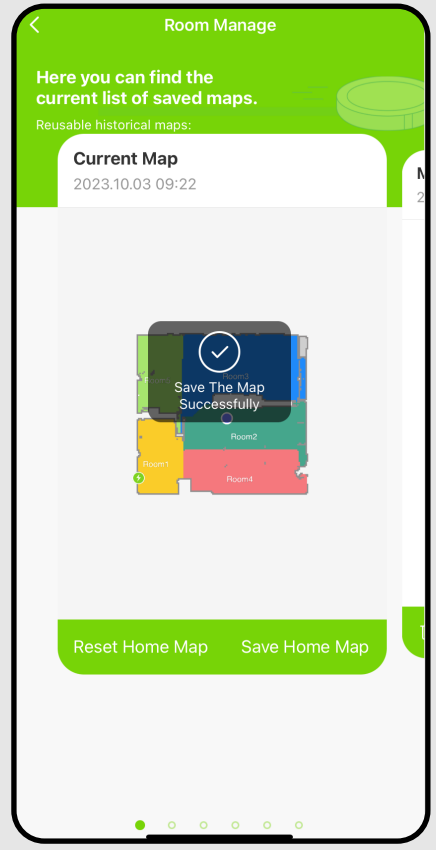 Room Manage
Here you can find the
current list of saved maps.
Reusable historical maps:
Current Map
2023.10.03 09:22
Room3
Save The Map
Successfully
Room2
Room1
Room4
Reset Home Map
Save Home Map